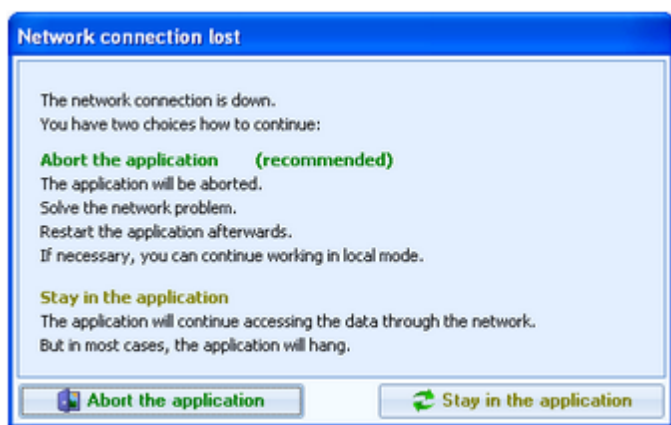 Network connection lost
The network connection is down.
You have two choices how to continue:
Abort the application (recommended)
The application will be aborted.
Solve the network problem.
Restart the application afterwards.
If necessary, you can continue working in local mode.
Stay in the application
The application will continue accessing the data through the network.
But in most cases, the application will hang.
Abort the application Stay in the application